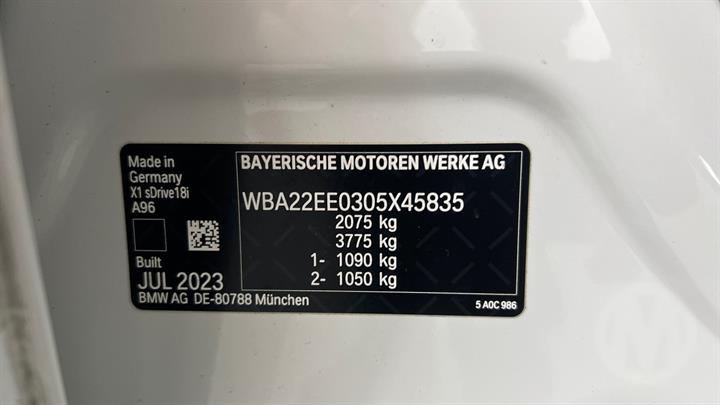 Made in
Germany
X1 sDrive18i
A96
Built
JUL 2023
BMW AG DE-80788 München
BAYERISCHE MOTOREN WERKE AG
WBA22EE0305X45835
2075 kg
3775 kg
1- 1090 kg
2- 1050 kg
5 A0C 986
M